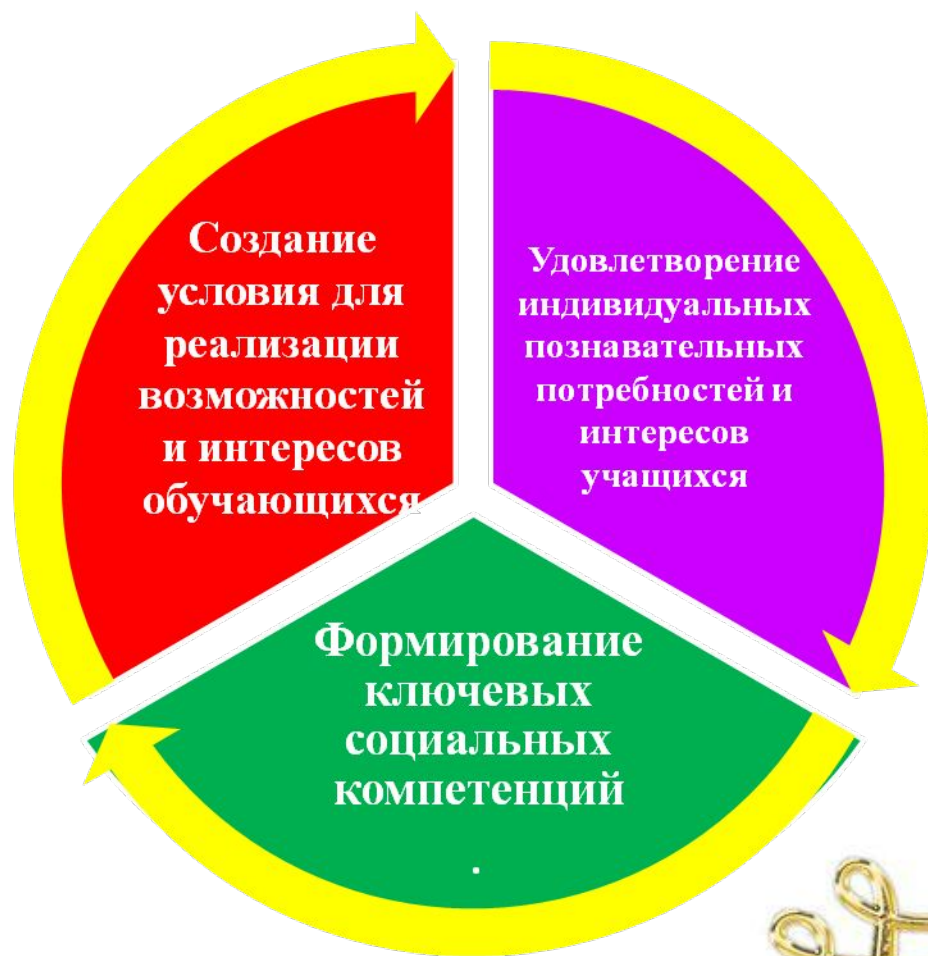 Создание
условия для
реализации
возможностей
и интересов
обучающихся
Удовлетворение
индивидуальных
познавательных
потребностей и
интересов
учащихся
Формирование
ключевых
социальных
компетенций
.